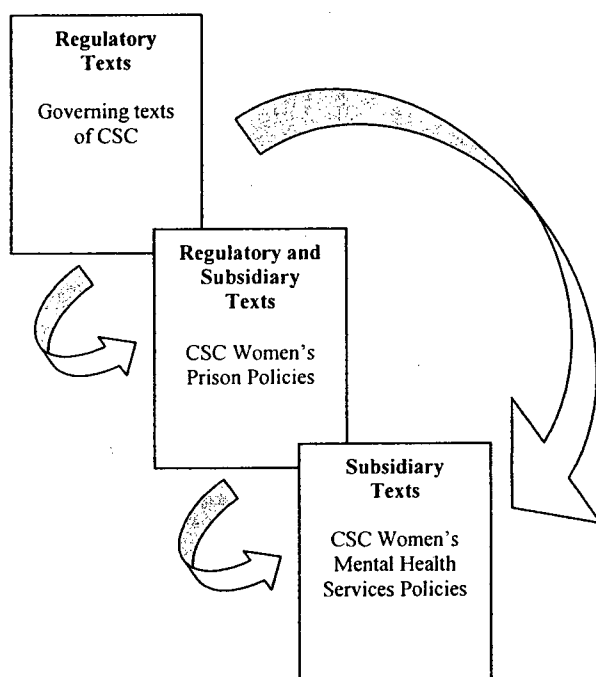 Regulatory
Texts
Governing texts
of CSC
Regulatory and
Subsidiary
Texts
CSC Women's
Prison Policies
Subsidiary
Texts
CSC Women's
Mental Health
Services Policies